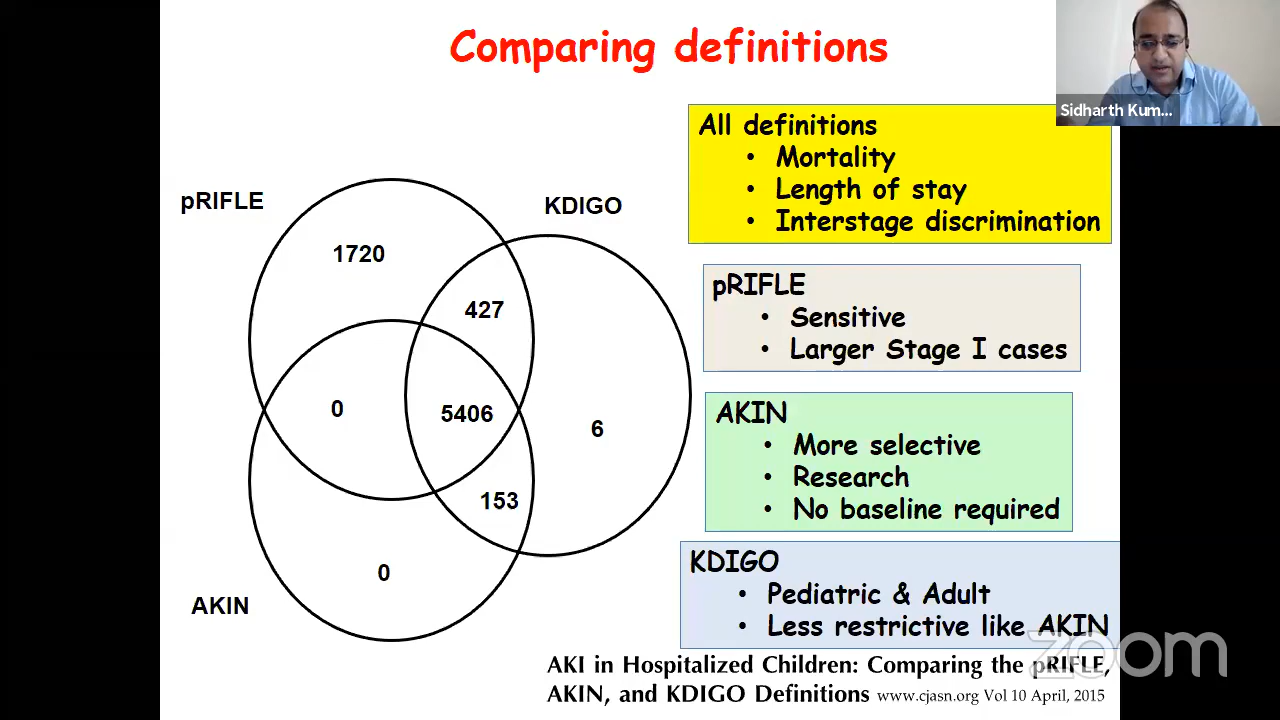 Comparing definitions
Sidharth Kum...
pRIFLE
KDIGO
1720
427
0
5406
6
153
0
AKIN
All definitions
• Mortality
• Length of stay
• Interstage discrimination
pRIFLE
• Sensitive
• Larger Stage I cases
AKIN
• More selective
• Research
• No baseline required
KDIGO
• Pediatric & Adult
• Less restrictive like AKIN
zoom
AKI in Hospitalized Children: Comparing the pRIFLE,
AKIN, and KDIGO Definitions www.cjasn.org Vol 10 April, 2015